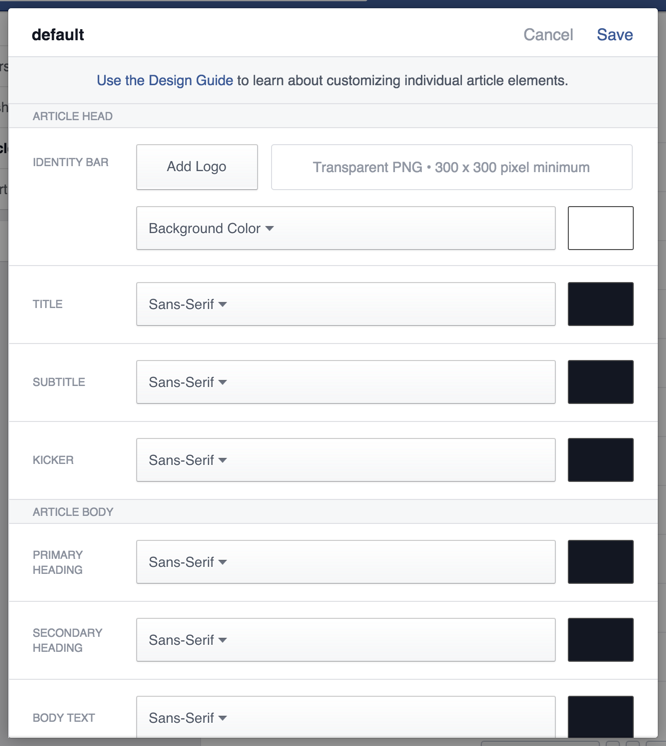 default
Cancel
Save
Use the Design Guide to learn about customizing individual article elements.
ARTICLE HEAD
IDENTITY BAR
Add Logo
Transparent PNG • 300 x 300 pixel minimum
Background Color
TITLE
Sans-Serif
SUBTITLE
Sans-Serif
KICKER
Sans-Serif
ARTICLE BODY
PRIMARY
HEADING
Sans-Serif
SECONDARY
HEADING
Sans-Serif
BODY TEXT
Sans-Serif